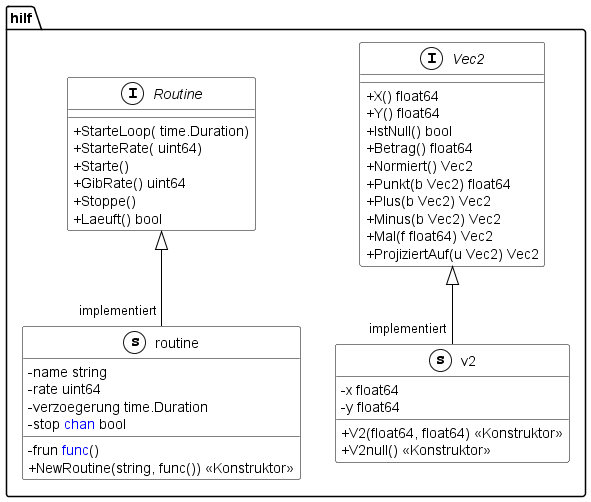 hilf
I Routine
+StarteLoop( time.Duration)
+StarteRate( uint64)
+Starte()
+GibRate() uint64
+Stoppe()
+Laeuft() bool
I Vec2
+X() float64
+Y() float64
+IstNull() bool
+Betrag() float64
+Normiert() Vec2
+Punkt(b Vec2) float64
+Plus(b Vec2) Vec2
+Minus(b Vec2) Vec2
+Mal(f float64) Vec2
+ProjiziertAuf(u Vec2) Vec2
implementiert
implementiert
S routine
-name string
-rate uint64
-verzoegerung time.Duration
-stop chan bool
-frun func()
+NewRoutine(string, func()) «Konstruktor»
S v2
-x float64
-y float64
+V2(float64, float64) «Konstruktor»
+V2null() «Konstruktor»